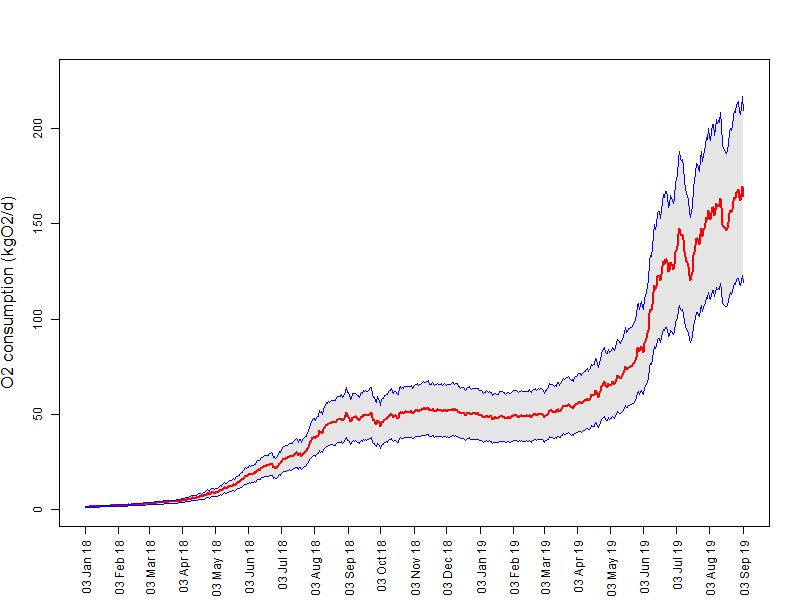 O2 consumption (kgO2/d)
200
150
100
50
0
03 Jan 18
03 Feb 18
03 Mar 18
03 Apr 18
03 May 18
03 Jun 18
03 Jul 18
03 Aug 18
03 Sep 18
03 Oct 18
03 Nov 18
03 Dec 18
03 Jan 19
03 Feb 19
03 Mar 19
03 Apr 19
03 May 19
03 Jun 19
03 Jul 19
03 Aug 19
03 Sep 19